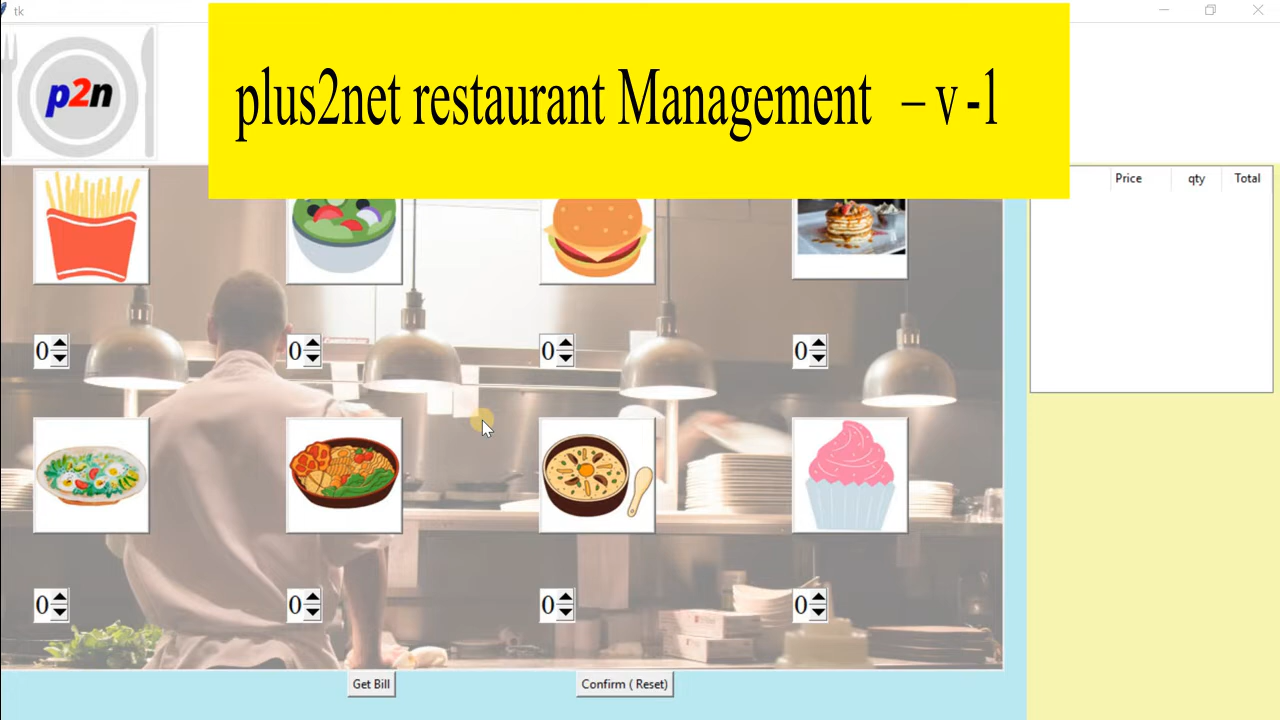 tk
plus2net restaurant Management – v -1
p2n
Price qty Total
0 0 0 0
0 0 0 0
Get Bill Confirm ( Reset)